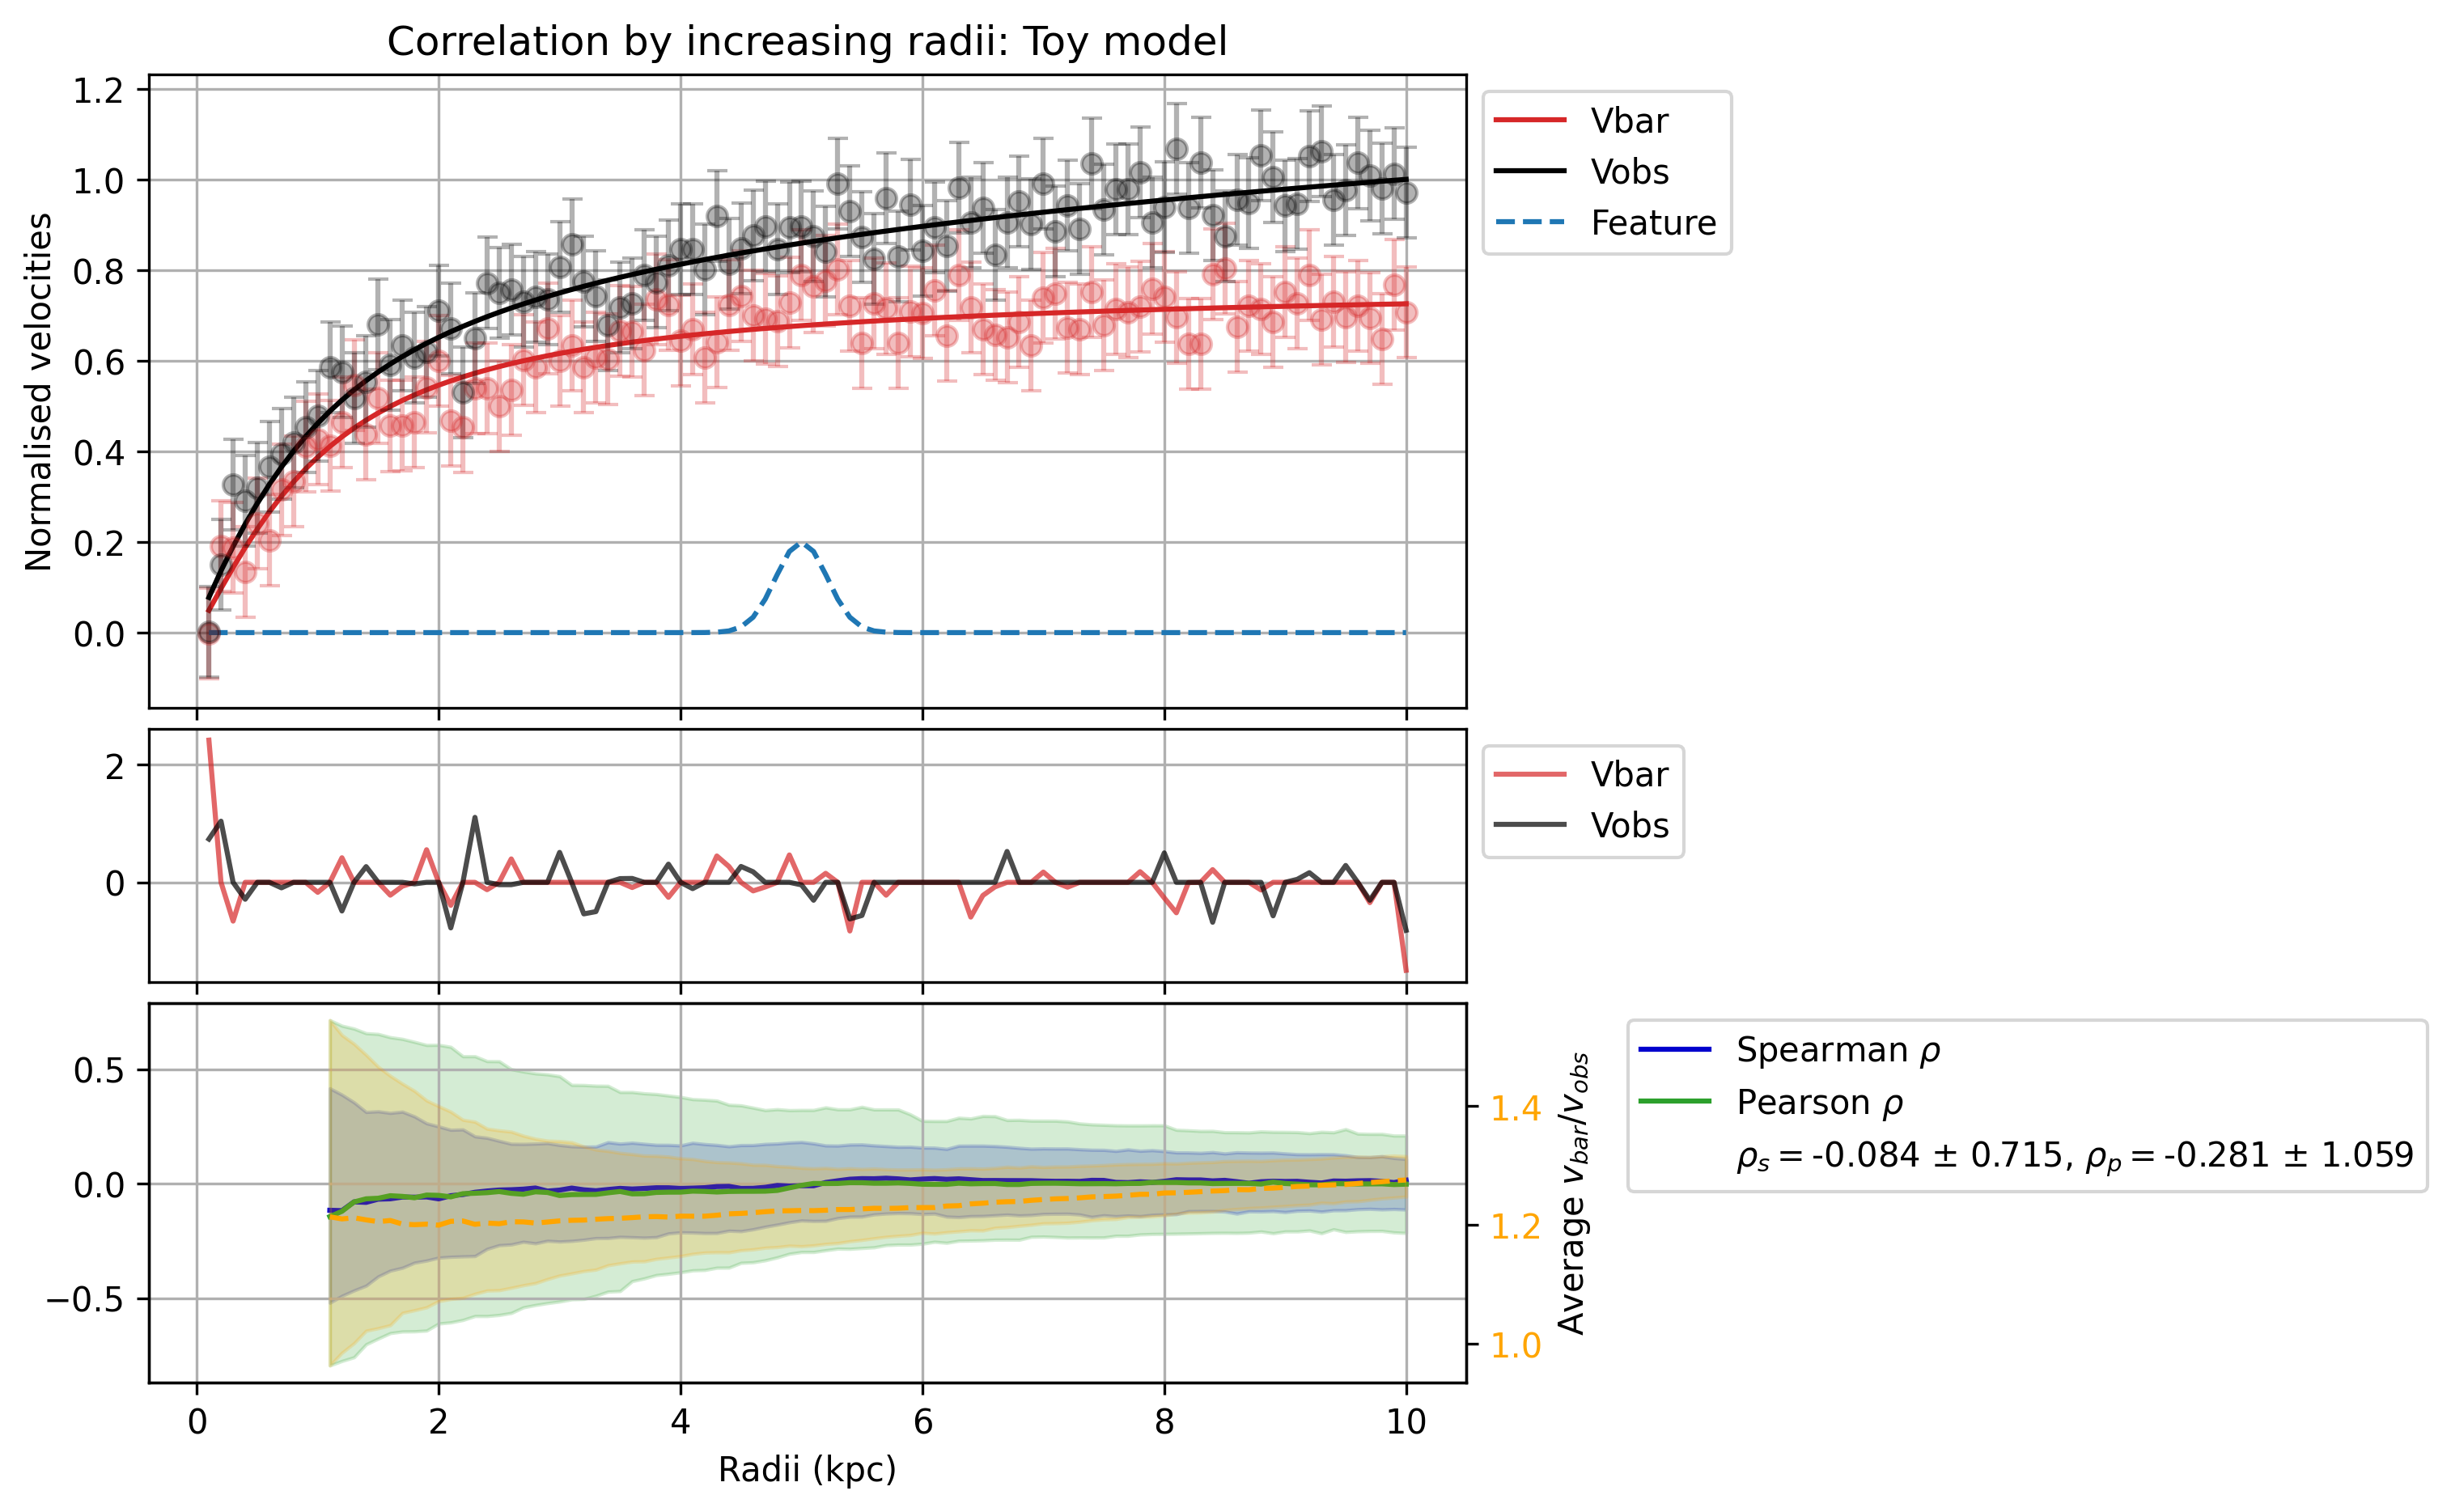 Correlation by increasing radii: Toy model
Normalised velocities
1.2
1.0
0.8
0.6
0.4
0.2
0.0
Vbar
Vobs
Feature
2
0
Vbar
Vobs
0.5
0.0
−0.5
1.4
1.2
1.0
Average v_bar/v_obs
Spearman ρ
Pearson ρ
ρ_s = -0.084 ± 0.715, ρ_p = -0.281 ± 1.059
0 2 4 6 8 10
Radii (kpc)